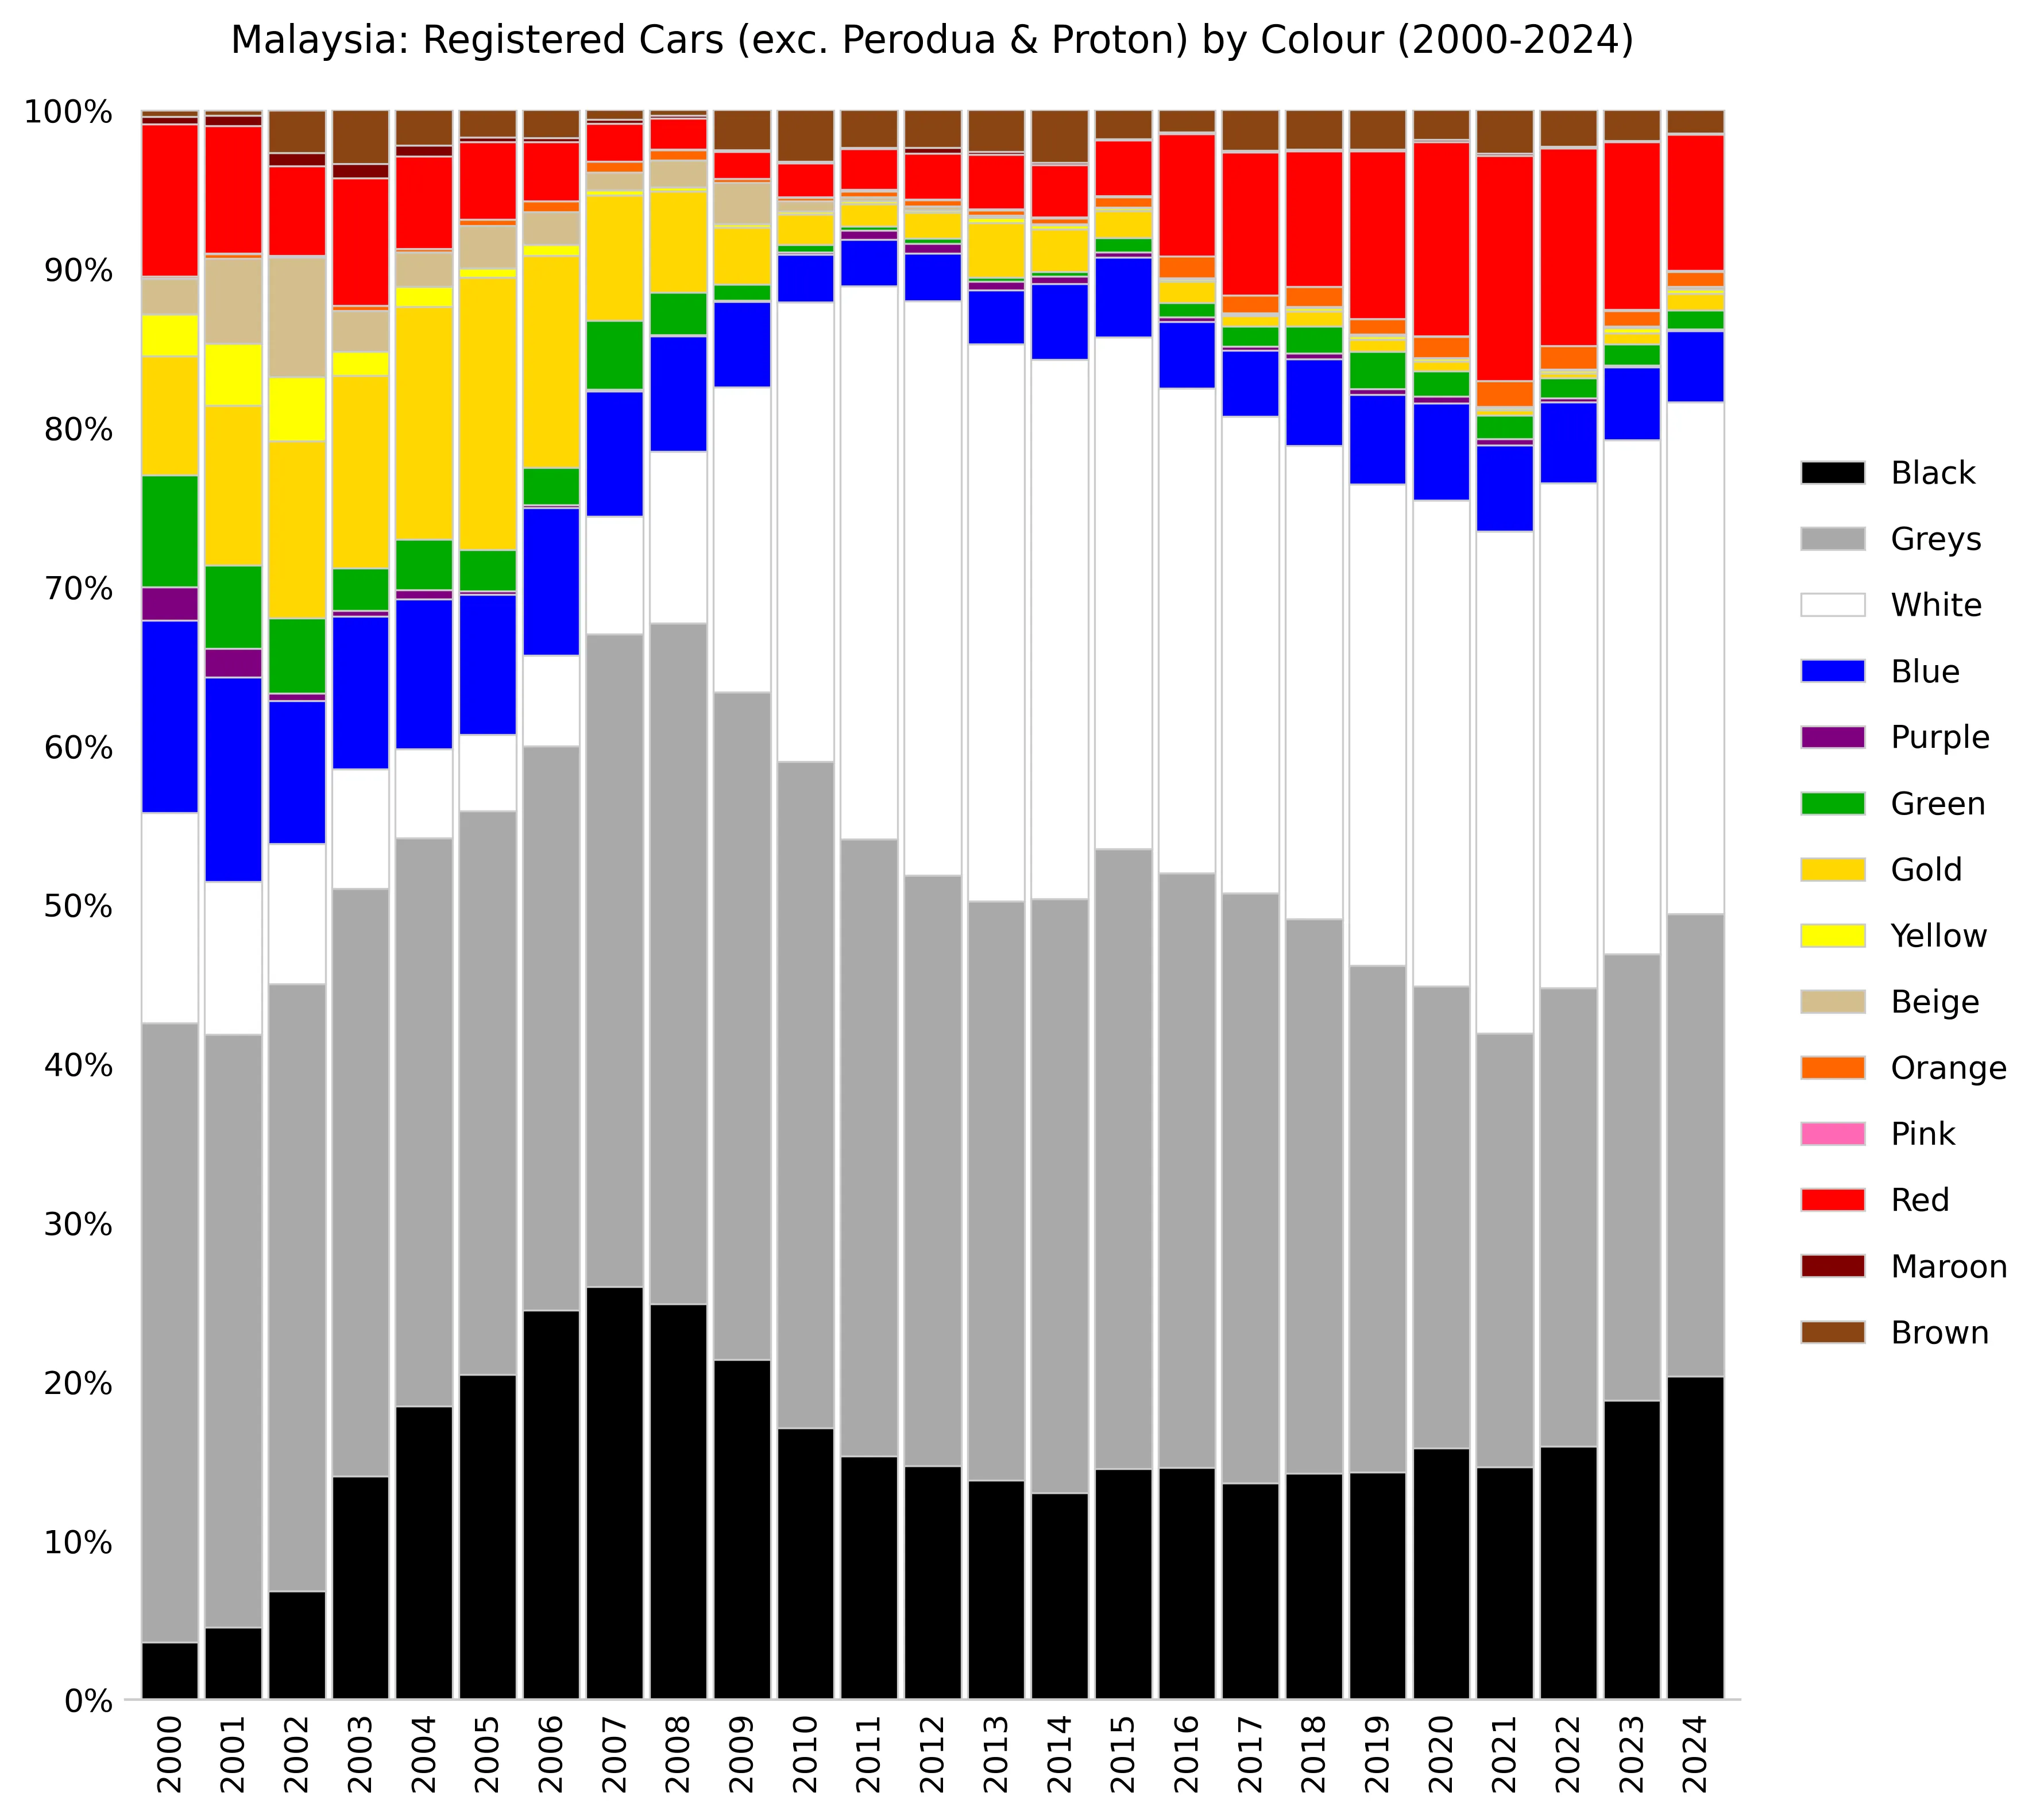 Malaysia: Registered Cars (exc. Perodua & Proton) by Colour (2000-2024)
100%
90%
80%
70%
60%
50%
40%
30%
20%
10%
0%
2000
2001
2002
2003
2004
2005
2006
2007
2008
2009
2010
2011
2012
2013
2014
2015
2016
2017
2018
2019
2020
2021
2022
2023
2024
Black
Greys
White
Blue
Purple
Green
Gold
Yellow
Beige
Orange
Pink
Red
Maroon
Brown